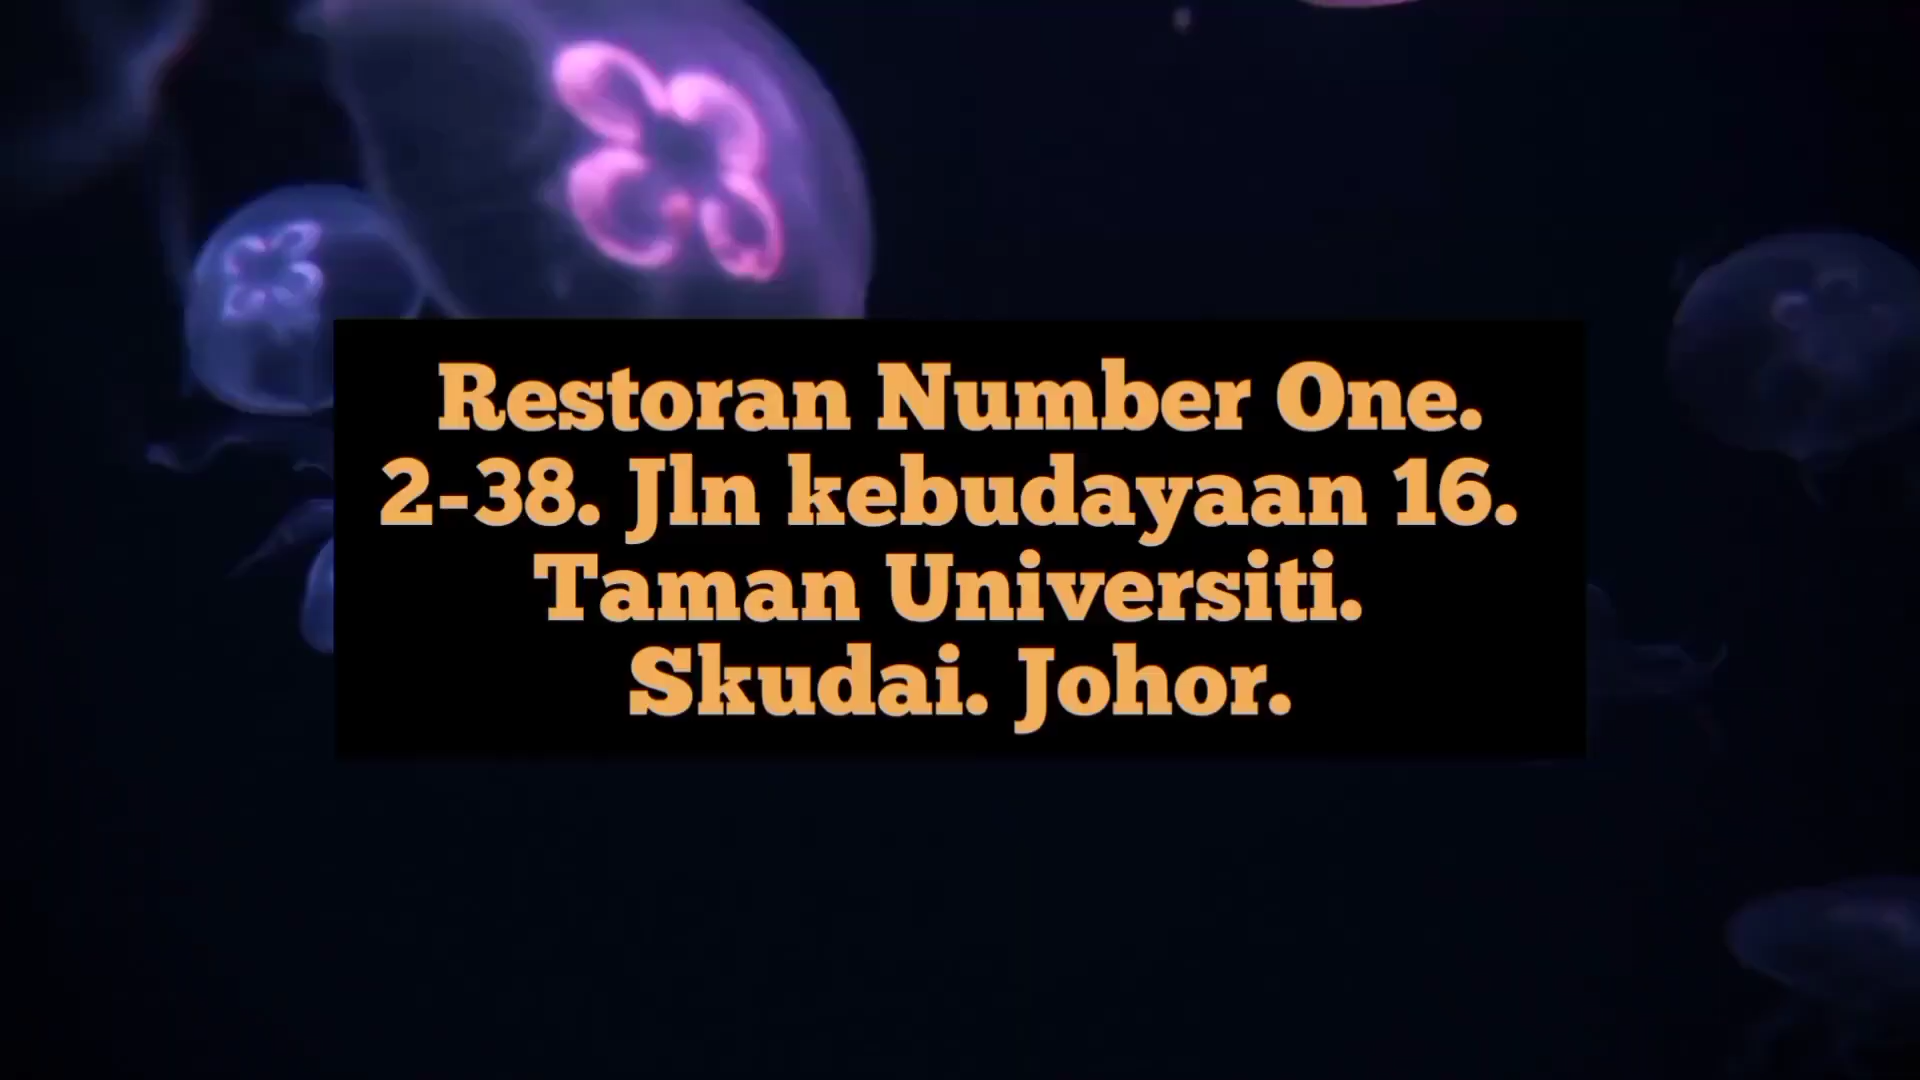 Restoran Number One.
2-38. Jln kebudayaan 16.
Taman Universiti.
Skudai. Johor.